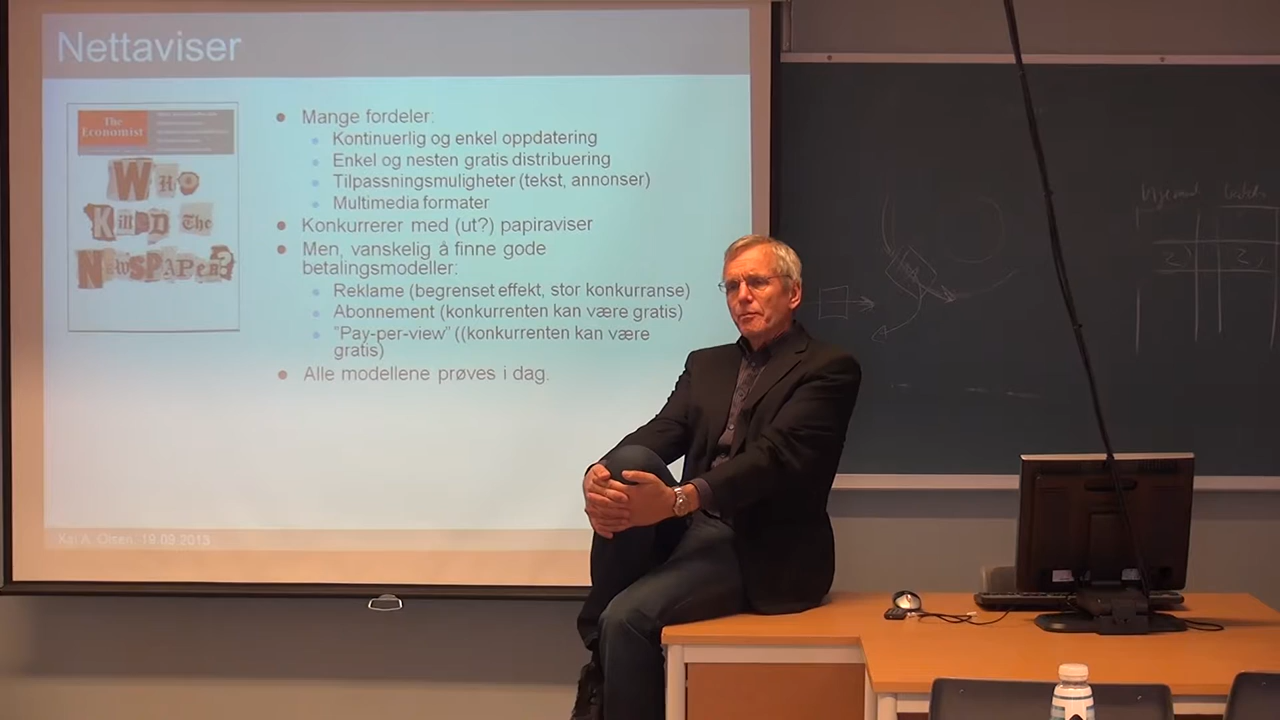 Nettaviser
The
Economist
Who
Killed The
Newspaper?
Mange fordeler:
Kontinuerlig og enkel oppdatering
Enkel og nesten gratis distribuering
Tilpassningsmuligheter (tekst, annonser)
Multimedia formater
Konkurrerer med (ut?) papiraviser
Men, vanskelig å finne gode
betalingsmodeller:
Reklame (begrenset effekt, stor konkurranse)
Abonnement (konkurrenten kan være gratis)
"Pay-per-view" ((konkurrenten kan være
gratis)
Alle modellene prøves i dag.
Kai A. Olsen, 19.03.2013